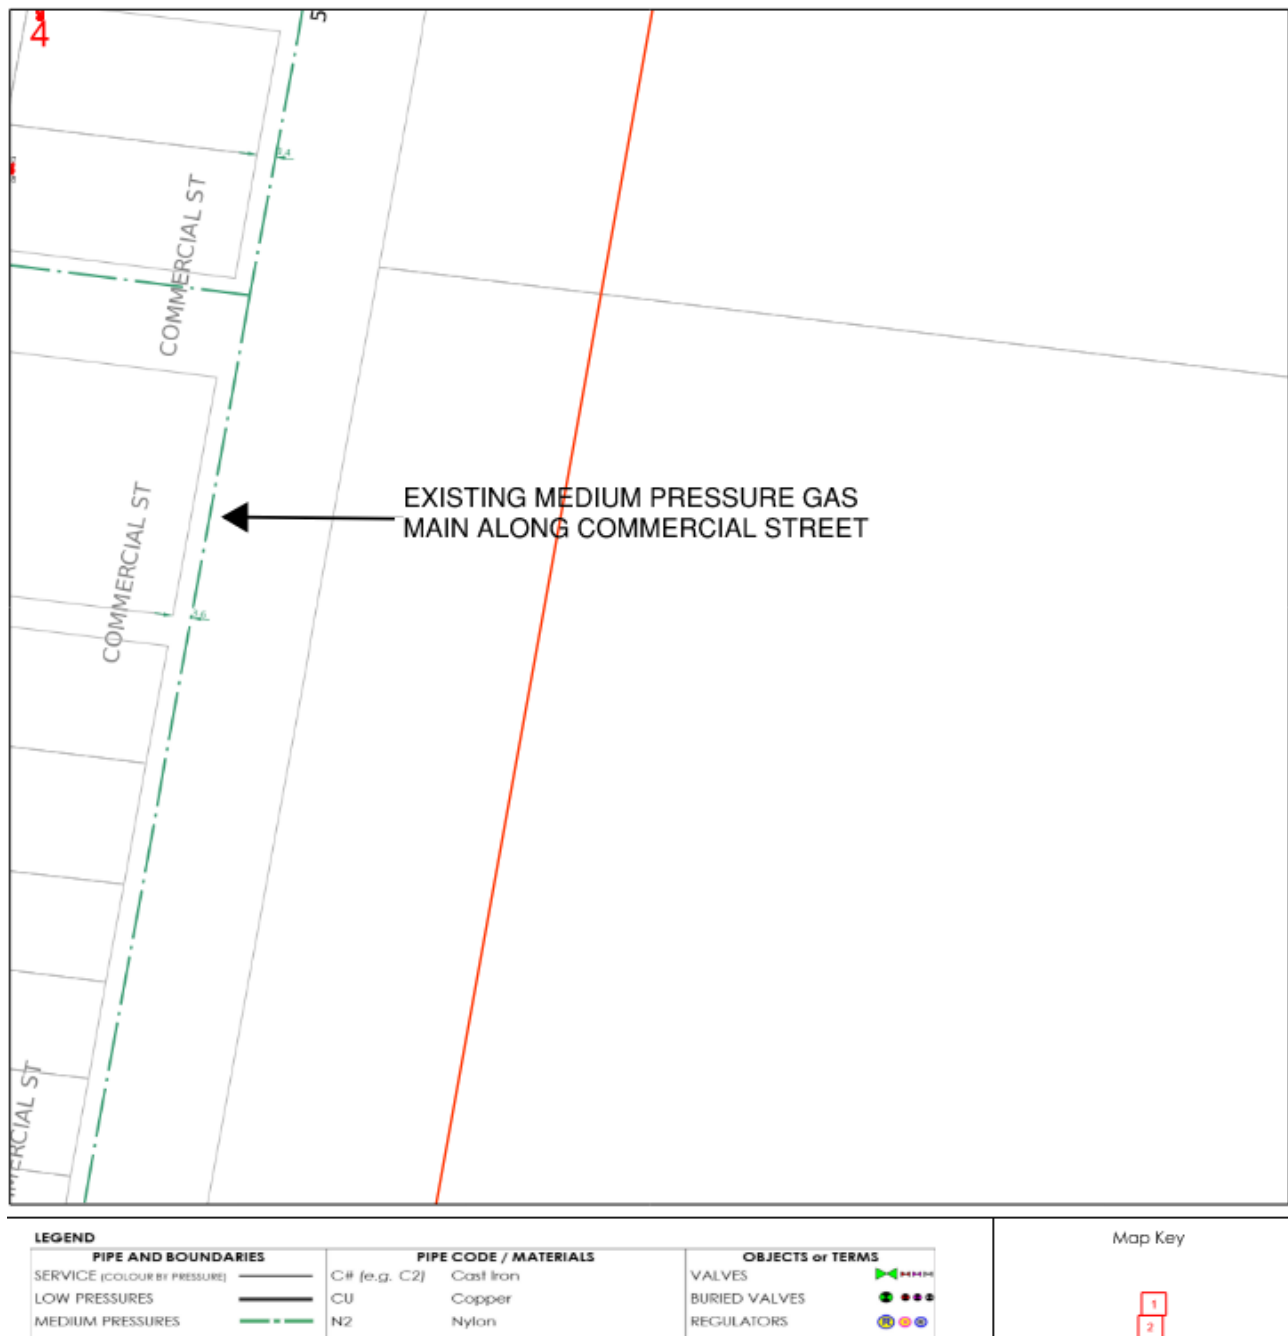 4
5
COMMERCIAL ST
COMMERCIAL ST
EXISTING MEDIUM PRESSURE GAS
MAIN ALONG COMMERCIAL STREET
MERCIAL ST
LEGEND
PIPE AND BOUNDARIES
SERVICE (COLOUR BY PRESSURE)
LOW PRESSURES
MEDIUM PRESSURES
PIPE CODE / MATERIALS
C# (e.g. C2) Cast Iron
CU Copper
N2 Nylon
OBJECTS or TERMS
VALVES
BURIED VALVES
REGULATORS
R
Map Key
1
2